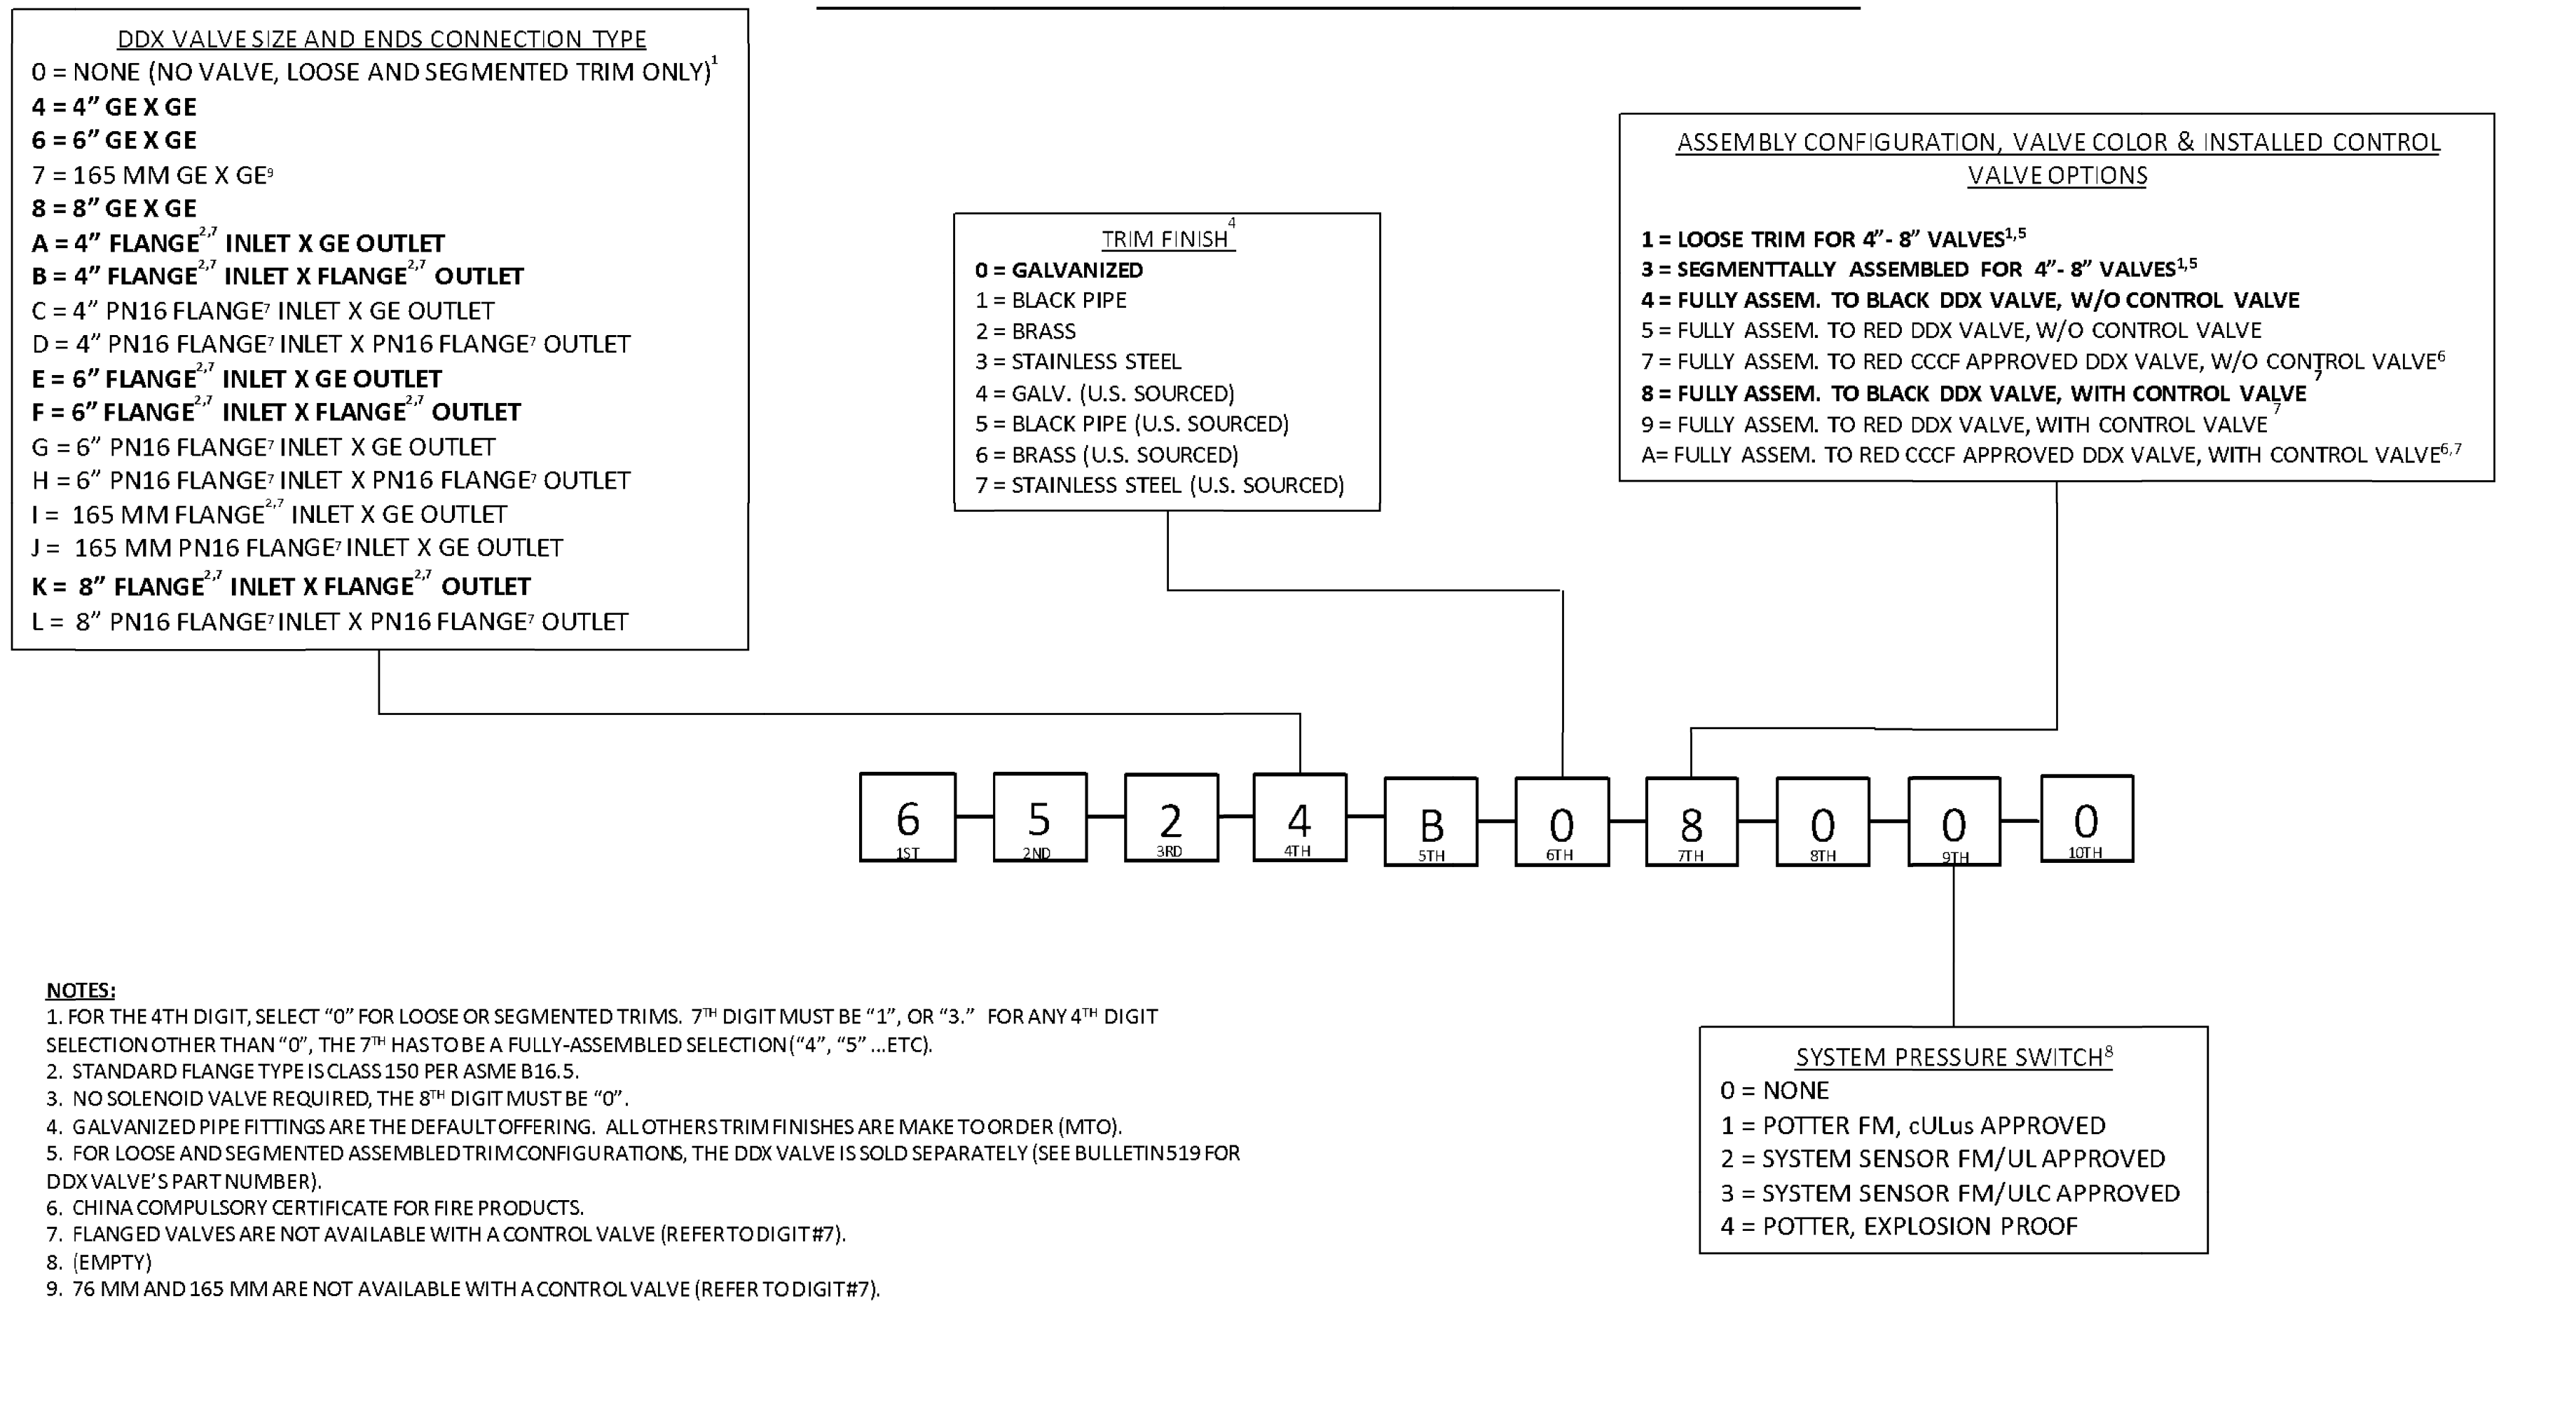 DDX VALVE SIZE AND ENDS CONNECTION TYPE
0 = NONE (NO VALVE, LOOSE AND SEGMENTED TRIM ONLY)1
4 = 4” GE X GE
6 = 6” GE X GE
7 = 165 MM GE X GE9
8 = 8” GE X GE
A = 4” FLANGE2,7 INLET X GE OUTLET
B = 4” FLANGE2,7 INLET X FLANGE2,7 OUTLET
C = 4” PN16 FLANGE7 INLET X GE OUTLET
D = 4” PN16 FLANGE7 INLET X PN16 FLANGE7 OUTLET
E = 6” FLANGE2,7 INLET X GE OUTLET
F = 6” FLANGE2,7 INLET X FLANGE2,7 OUTLET
G = 6” PN16 FLANGE7 INLET X GE OUTLET
H = 6” PN16 FLANGE7 INLET X PN16 FLANGE7 OUTLET
I = 165 MM FLANGE2,7 INLET X GE OUTLET
J = 165 MM PN16 FLANGE7 INLET X GE OUTLET
K = 8” FLANGE2,7 INLET X FLANGE2,7 OUTLET
L = 8” PN16 FLANGE7 INLET X PN16 FLANGE7 OUTLET
TRIM FINISH4
0 = GALVANIZED
1 = BLACK PIPE
2 = BRASS
3 = STAINLESS STEEL
4 = GALV. (U.S. SOURCED)
5 = BLACK PIPE (U.S. SOURCED)
6 = BRASS (U.S. SOURCED)
7 = STAINLESS STEEL (U.S. SOURCED)
ASSEMBLY CONFIGURATION, VALVE COLOR & INSTALLED CONTROL
VALVE OPTIONS
1 = LOOSE TRIM FOR 4”- 8” VALVES1,5
3 = SEGMENTTALLY ASSEMBLED FOR 4”- 8” VALVES1,5
4 = FULLY ASSEM. TO BLACK DDX VALVE, W/O CONTROL VALVE
5 = FULLY ASSEM. TO RED DDX VALVE, W/O CONTROL VALVE
7 = FULLY ASSEM. TO RED CCCF APPROVED DDX VALVE, W/O CONTROL VALVE6
8 = FULLY ASSEM. TO BLACK DDX VALVE, WITH CONTROL VALVE7
9 = FULLY ASSEM. TO RED DDX VALVE, WITH CONTROL VALVE7
A= FULLY ASSEM. TO RED CCCF APPROVED DDX VALVE, WITH CONTROL VALVE6,7
6 5 2 4 B 0 8 0 0 0
1ST 2ND 3RD 4TH 5TH 6TH 7TH 8TH 9TH 10TH
NOTES:
1. FOR THE 4TH DIGIT, SELECT “0” FOR LOOSE OR SEGMENTED TRIMS. 7TH DIGIT MUST BE “1”, OR “3.” FOR ANY 4TH DIGIT
SELECTION OTHER THAN “0”, THE 7TH HAS TO BE A FULLY-ASSEMBLED SELECTION (“4”, “5” ...ETC).
2. STANDARD FLANGE TYPE IS CLASS 150 PER ASME B16.5.
3. NO SOLENOID VALVE REQUIRED, THE 8TH DIGIT MUST BE “0”.
4. GALVANIZED PIPE FITTINGS ARE THE DEFAULT OFFERING. ALL OTHERS TRIM FINISHES ARE MAKE TO ORDER (MTO).
5. FOR LOOSE AND SEGMENTED ASSEMBLED TRIM CONFIGURATIONS, THE DDX VALVE IS SOLD SEPARATELY (SEE BULLETIN 519 FOR
DDX VALVE’S PART NUMBER).
6. CHINA COMPULSORY CERTIFICATE FOR FIRE PRODUCTS.
7. FLANGED VALVES ARE NOT AVAILABLE WITH A CONTROL VALVE (REFER TO DIGIT #7).
8. (EMPTY)
9. 76 MM AND 165 MM ARE NOT AVAILABLE WITH A CONTROL VALVE (REFER TO DIGIT #7).
SYSTEM PRESSURE SWITCH8
0 = NONE
1 = POTTER FM, cULus APPROVED
2 = SYSTEM SENSOR FM/UL APPROVED
3 = SYSTEM SENSOR FM/ULC APPROVED
4 = POTTER, EXPLOSION PROOF